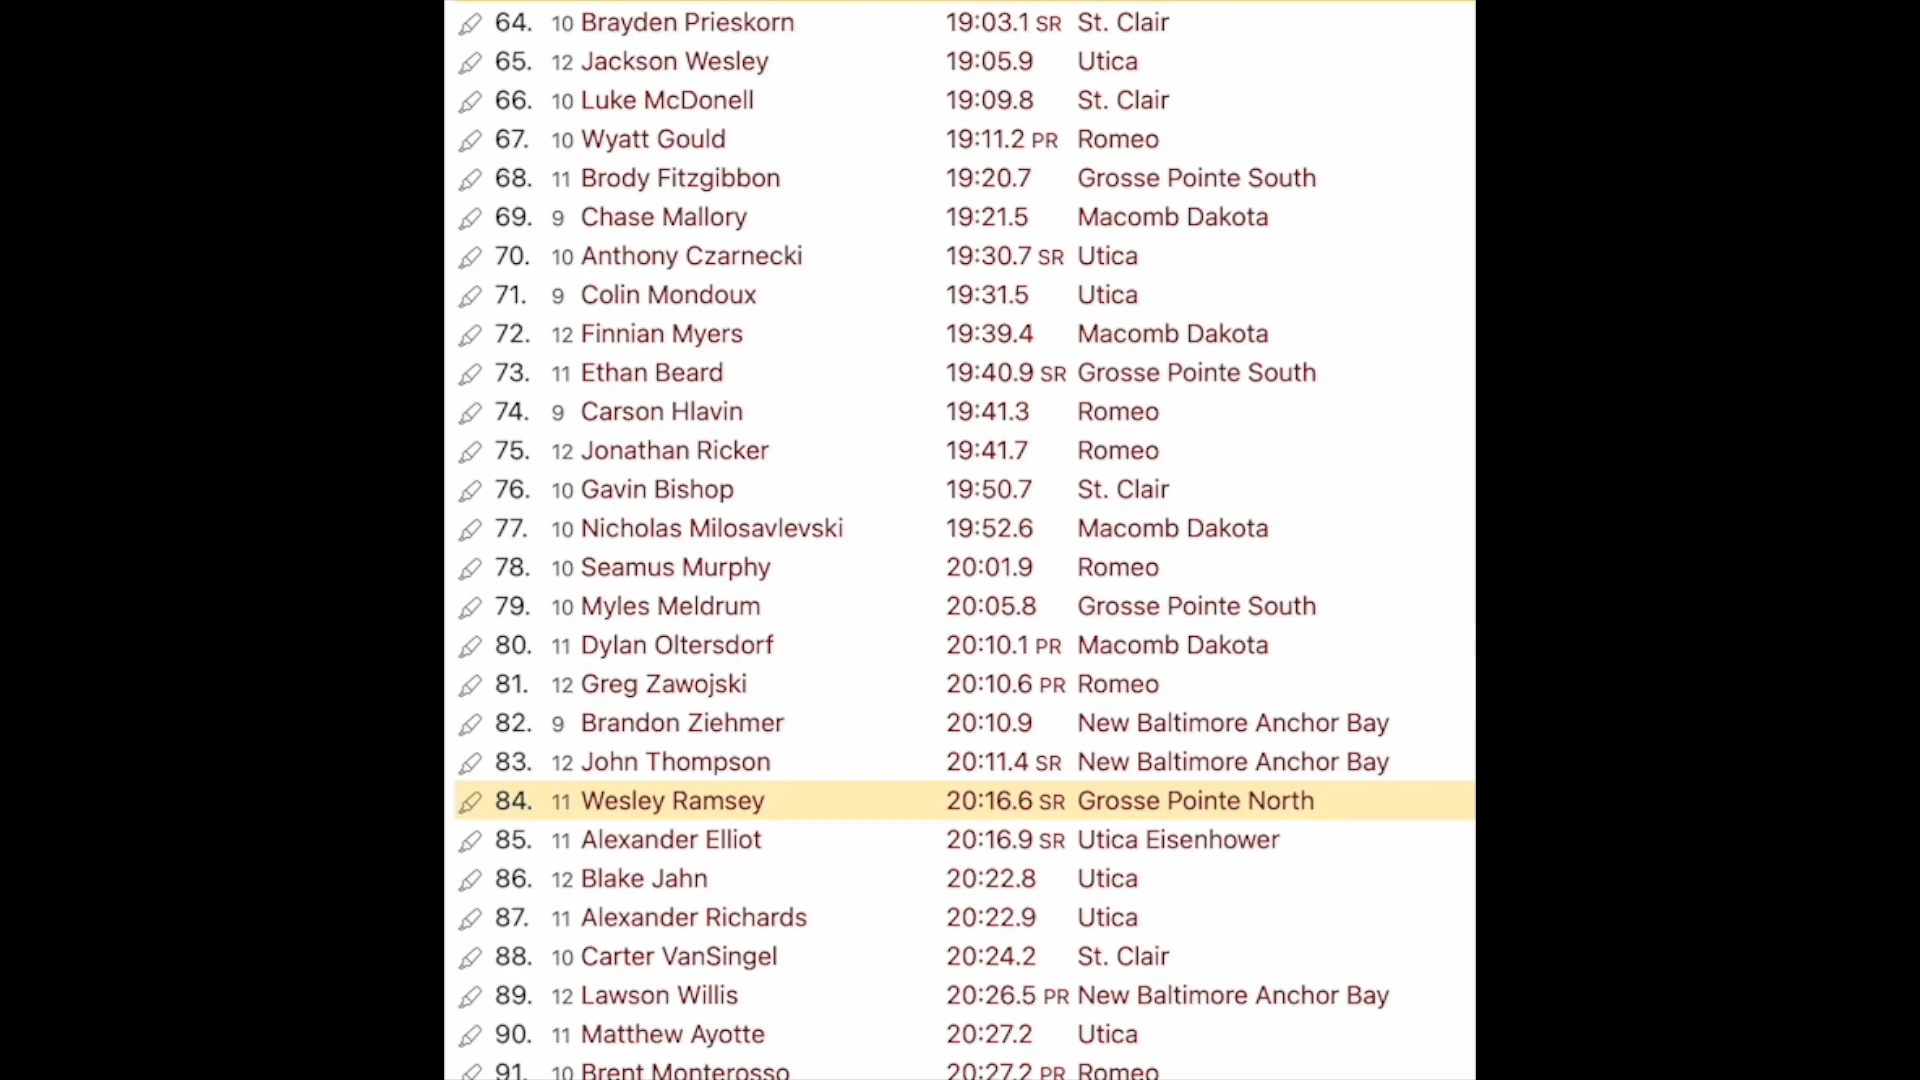 64. 10 Brayden Prieskorn 19:03.1 SR St. Clair
65. 12 Jackson Wesley 19:05.9 Utica
66. 10 Luke McDonell 19:09.8 St. Clair
67. 10 Wyatt Gould 19:11.2 PR Romeo
68. 11 Brody Fitzgibbon 19:20.7 Grosse Pointe South
69. 9 Chase Mallory 19:21.5 Macomb Dakota
70. 10 Anthony Czarnecki 19:30.7 SR Utica
71. 9 Colin Mondoux 19:31.5 Utica
72. 12 Finnian Myers 19:39.4 Macomb Dakota
73. 11 Ethan Beard 19:40.9 SR Grosse Pointe South
74. 9 Carson Hlavin 19:41.3 Romeo
75. 12 Jonathan Ricker 19:41.7 Romeo
76. 10 Gavin Bishop 19:50.7 St. Clair
77. 10 Nicholas Milosavlevski 19:52.6 Macomb Dakota
78. 10 Seamus Murphy 20:01.9 Romeo
79. 10 Myles Meldrum 20:05.8 Grosse Pointe South
80. 11 Dylan Oltersdorf 20:10.1 PR Macomb Dakota
81. 12 Greg Zawojski 20:10.6 PR Romeo
82. 9 Brandon Ziehmer 20:10.9 New Baltimore Anchor Bay
83. 12 John Thompson 20:11.4 SR New Baltimore Anchor Bay
84. 11 Wesley Ramsey 20:16.6 SR Grosse Pointe North
85. 11 Alexander Elliot 20:16.9 SR Utica Eisenhower
86. 12 Blake Jahn 20:22.8 Utica
87. 11 Alexander Richards 20:22.9 Utica
88. 10 Carter VanSingel 20:24.2 St. Clair
89. 12 Lawson Willis 20:26.5 PR New Baltimore Anchor Bay
90. 11 Matthew Ayotte 20:27.2 Utica
91. 10 Brent Monterosso 20:27.2 PR Romeo